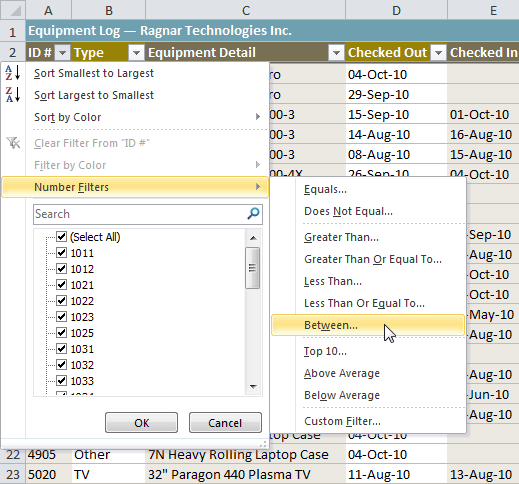 A B C D E
1 Equipment Log — Ragnar Technologies Inc.
2 ID # Type Equipment Detail Checked Out Checked In
Sort Smallest to Largest
Sort Largest to Smallest
Sort by Color
Clear Filter From "ID #"
Filter by Color
Number Filters
Search
(Select All)
1011
1012
1021
1022
1023
1025
1031
1032
1033
OK Cancel
ro 04-Oct-10
ro 29-Sep-10
00-3 15-Sep-10 01-Oct-10
00-3 14-Aug-10 16-Aug-10
00-3 08-Aug-10 15-Aug-10
00-4X 26-Sep-10 04-Oct-10
Equals...
Does Not Equal...
Greater Than...
Greater Than Or Equal To...
Less Than...
Less Than Or Equal To...
Between...
Top 10...
Above Average
Below Average
Custom Filter...
-Sep-10
-Aug-10
-Oct-10
-Oct-10
-May-10
-Aug-10
-Aug-10
-Jun-10
-Aug-10
ptop Case 04-Oct-10
22 4905 Other 7N Heavy Rolling Laptop Case 04-Oct-10
23 5020 TV 32" Paragon 440 Plasma TV 11-Aug-10 13-Aug-10